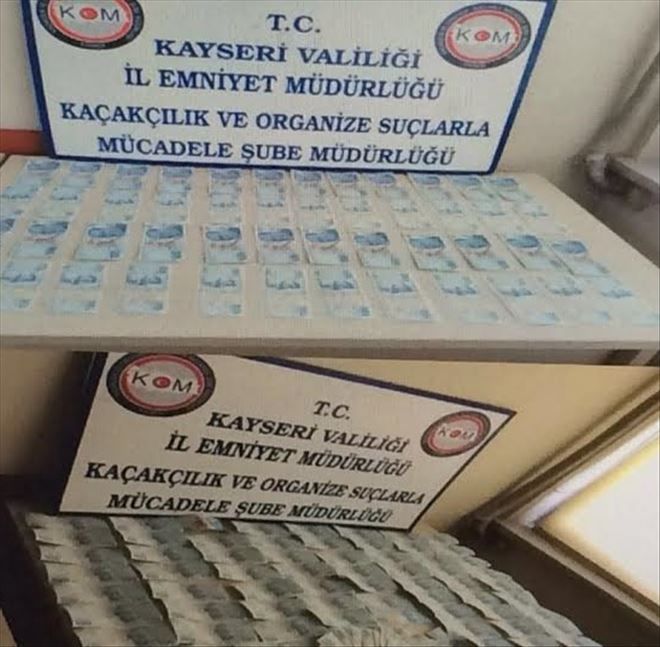 KOM
T.C.
KOM
KAYSERİ VALİLİĞİ
İL EMNİYET MÜDÜRLÜĞÜ
KAÇAKÇILIK VE ORGANİZE SUÇLARLA
MÜCADELE ŞUBE MÜDÜRLÜĞÜ
KOM
T.C.
KOM
KAYSERİ VALİLİĞİ
İL EMNİYET MÜDÜRLÜĞÜ
KAÇAKÇILIK VE ORGANİZE SUÇLARLA
MÜCADELE ŞUBE MÜDÜRLÜĞÜ